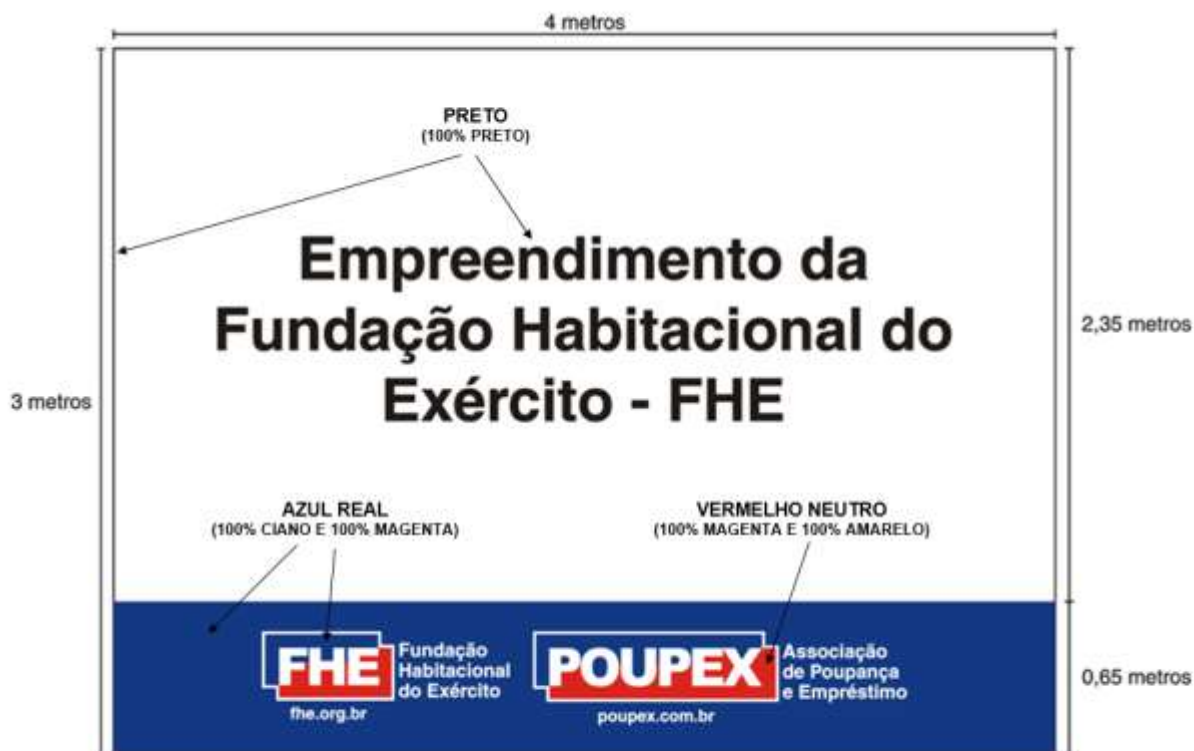 4 metros
PRETO
(100% PRETO)
Empreendimento da
Fundação Habitacional do
Exército - FHE
2,35 metros
3 metros
AZUL REAL
(100% CIANO E 100% MAGENTA)
VERMELHO NEUTRO
(100% MAGENTA E 100% AMARELO)
FHE
Fundação
Habitacional
do Exército
fhe.org.br
POUPEX
Associação
de Poupança
e Empréstimo
poupex.com.br
0,65 metros